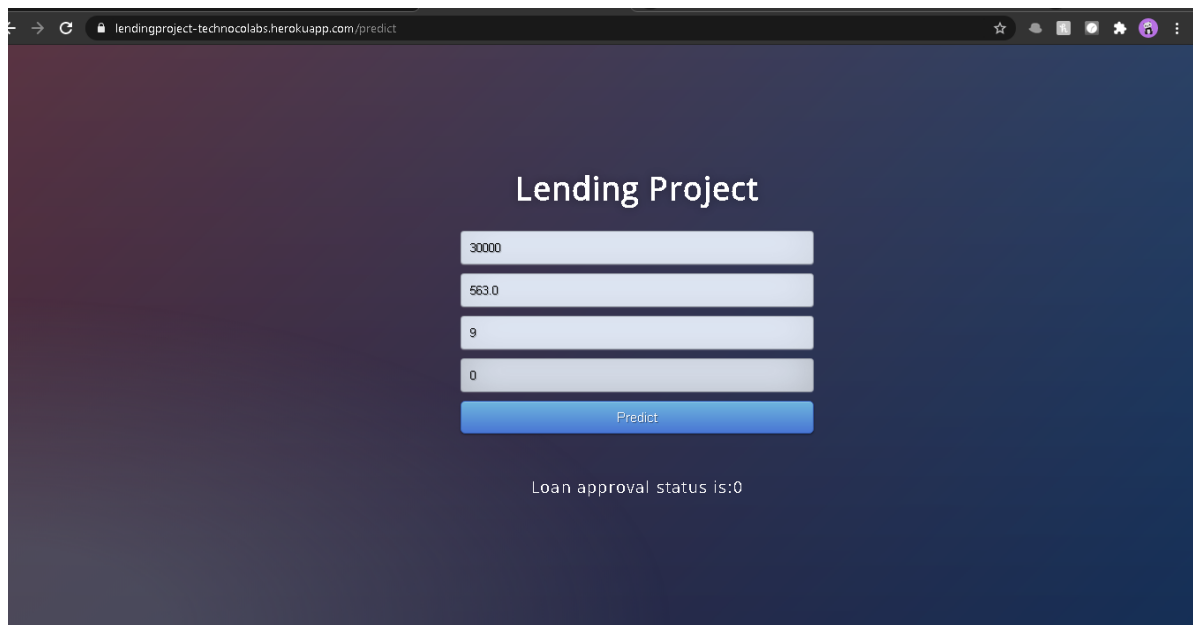 lendingproject-technocolabs.herokuapp.com/predict
Lending Project
30000
563.0
9
0
Predict
Loan approval status is:0